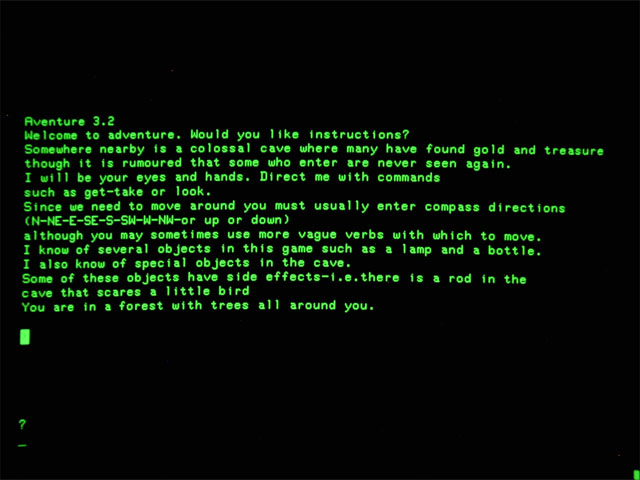 Aventure 3.2
Welcome to adventure. Would you like instructions?
Somewhere nearby is a colossal cave where many have found gold and treasure
though it is rumoured that some who enter are never seen again.
I will be your eyes and hands. Direct me with commands
such as get-take or look.
Since we need to move around you must usually enter compass directions
(N-NE-E-SE-S-SW-W-NW-or up or down)
although you may sometimes use more vague verbs with which to move.
I know of several objects in this game such as a lamp and a bottle.
I also know of special objects in the cave.
Some of these objects have side effects-i.e.there is a rod in the
cave that scares a little bird
You are in a forest with trees all around you.
?